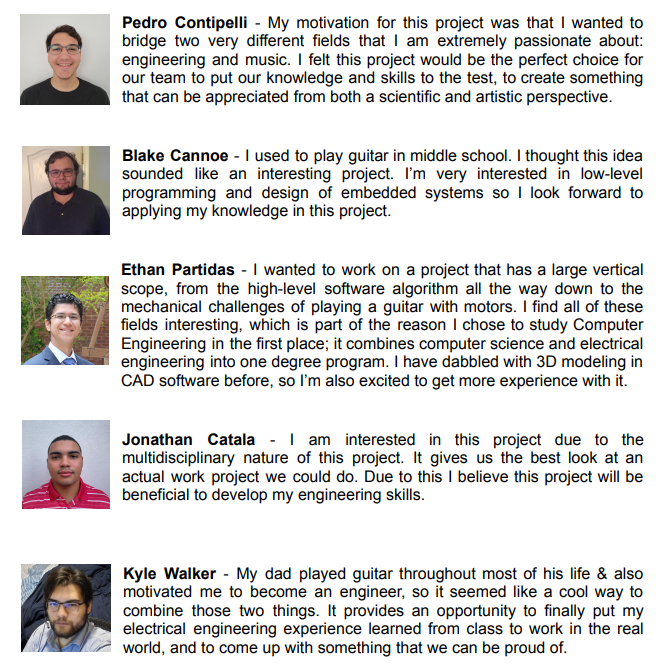 Pedro Contipelli - My motivation for this project was that I wanted to
bridge two very different fields that I am extremely passionate about:
engineering and music. I felt this project would be the perfect choice for
our team to put our knowledge and skills to the test, to create something
that can be appreciated from both a scientific and artistic perspective.
Blake Cannoe - I used to play guitar in middle school. I thought this idea
sounded like an interesting project. I'm very interested in low-level
programming and design of embedded systems so I look forward to
applying my knowledge in this project.
Ethan Partidas - I wanted to work on a project that has a large vertical
scope, from the high-level software algorithm all the way down to the
mechanical challenges of playing a guitar with motors. I find all of these
fields interesting, which is part of the reason I chose to study Computer
Engineering in the first place; it combines computer science and electrical
engineering into one degree program. I have dabbled with 3D modeling in
CAD software before, so I'm also excited to get more experience with it.
Jonathan Catala - I am interested in this project due to the
multidisciplinary nature of this project. It gives us the best look at an
actual work project we could do. Due to this I believe this project will be
beneficial to develop my engineering skills.
Kyle Walker - My dad played guitar throughout most of his life & also
motivated me to become an engineer, so it seemed like a cool way to
combine those two things. It provides an opportunity to finally put my
electrical engineering experience learned from class to work in the real
world, and to come up with something that we can be proud of.